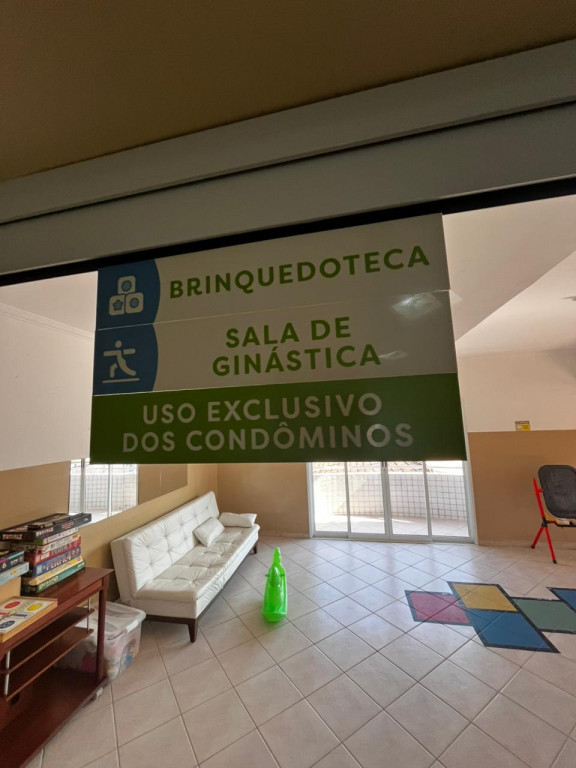 BRINQUEDOTECA
SALA DE
GINÁSTICA
USO EXCLUSIVO
DOS CONDÔMINOS